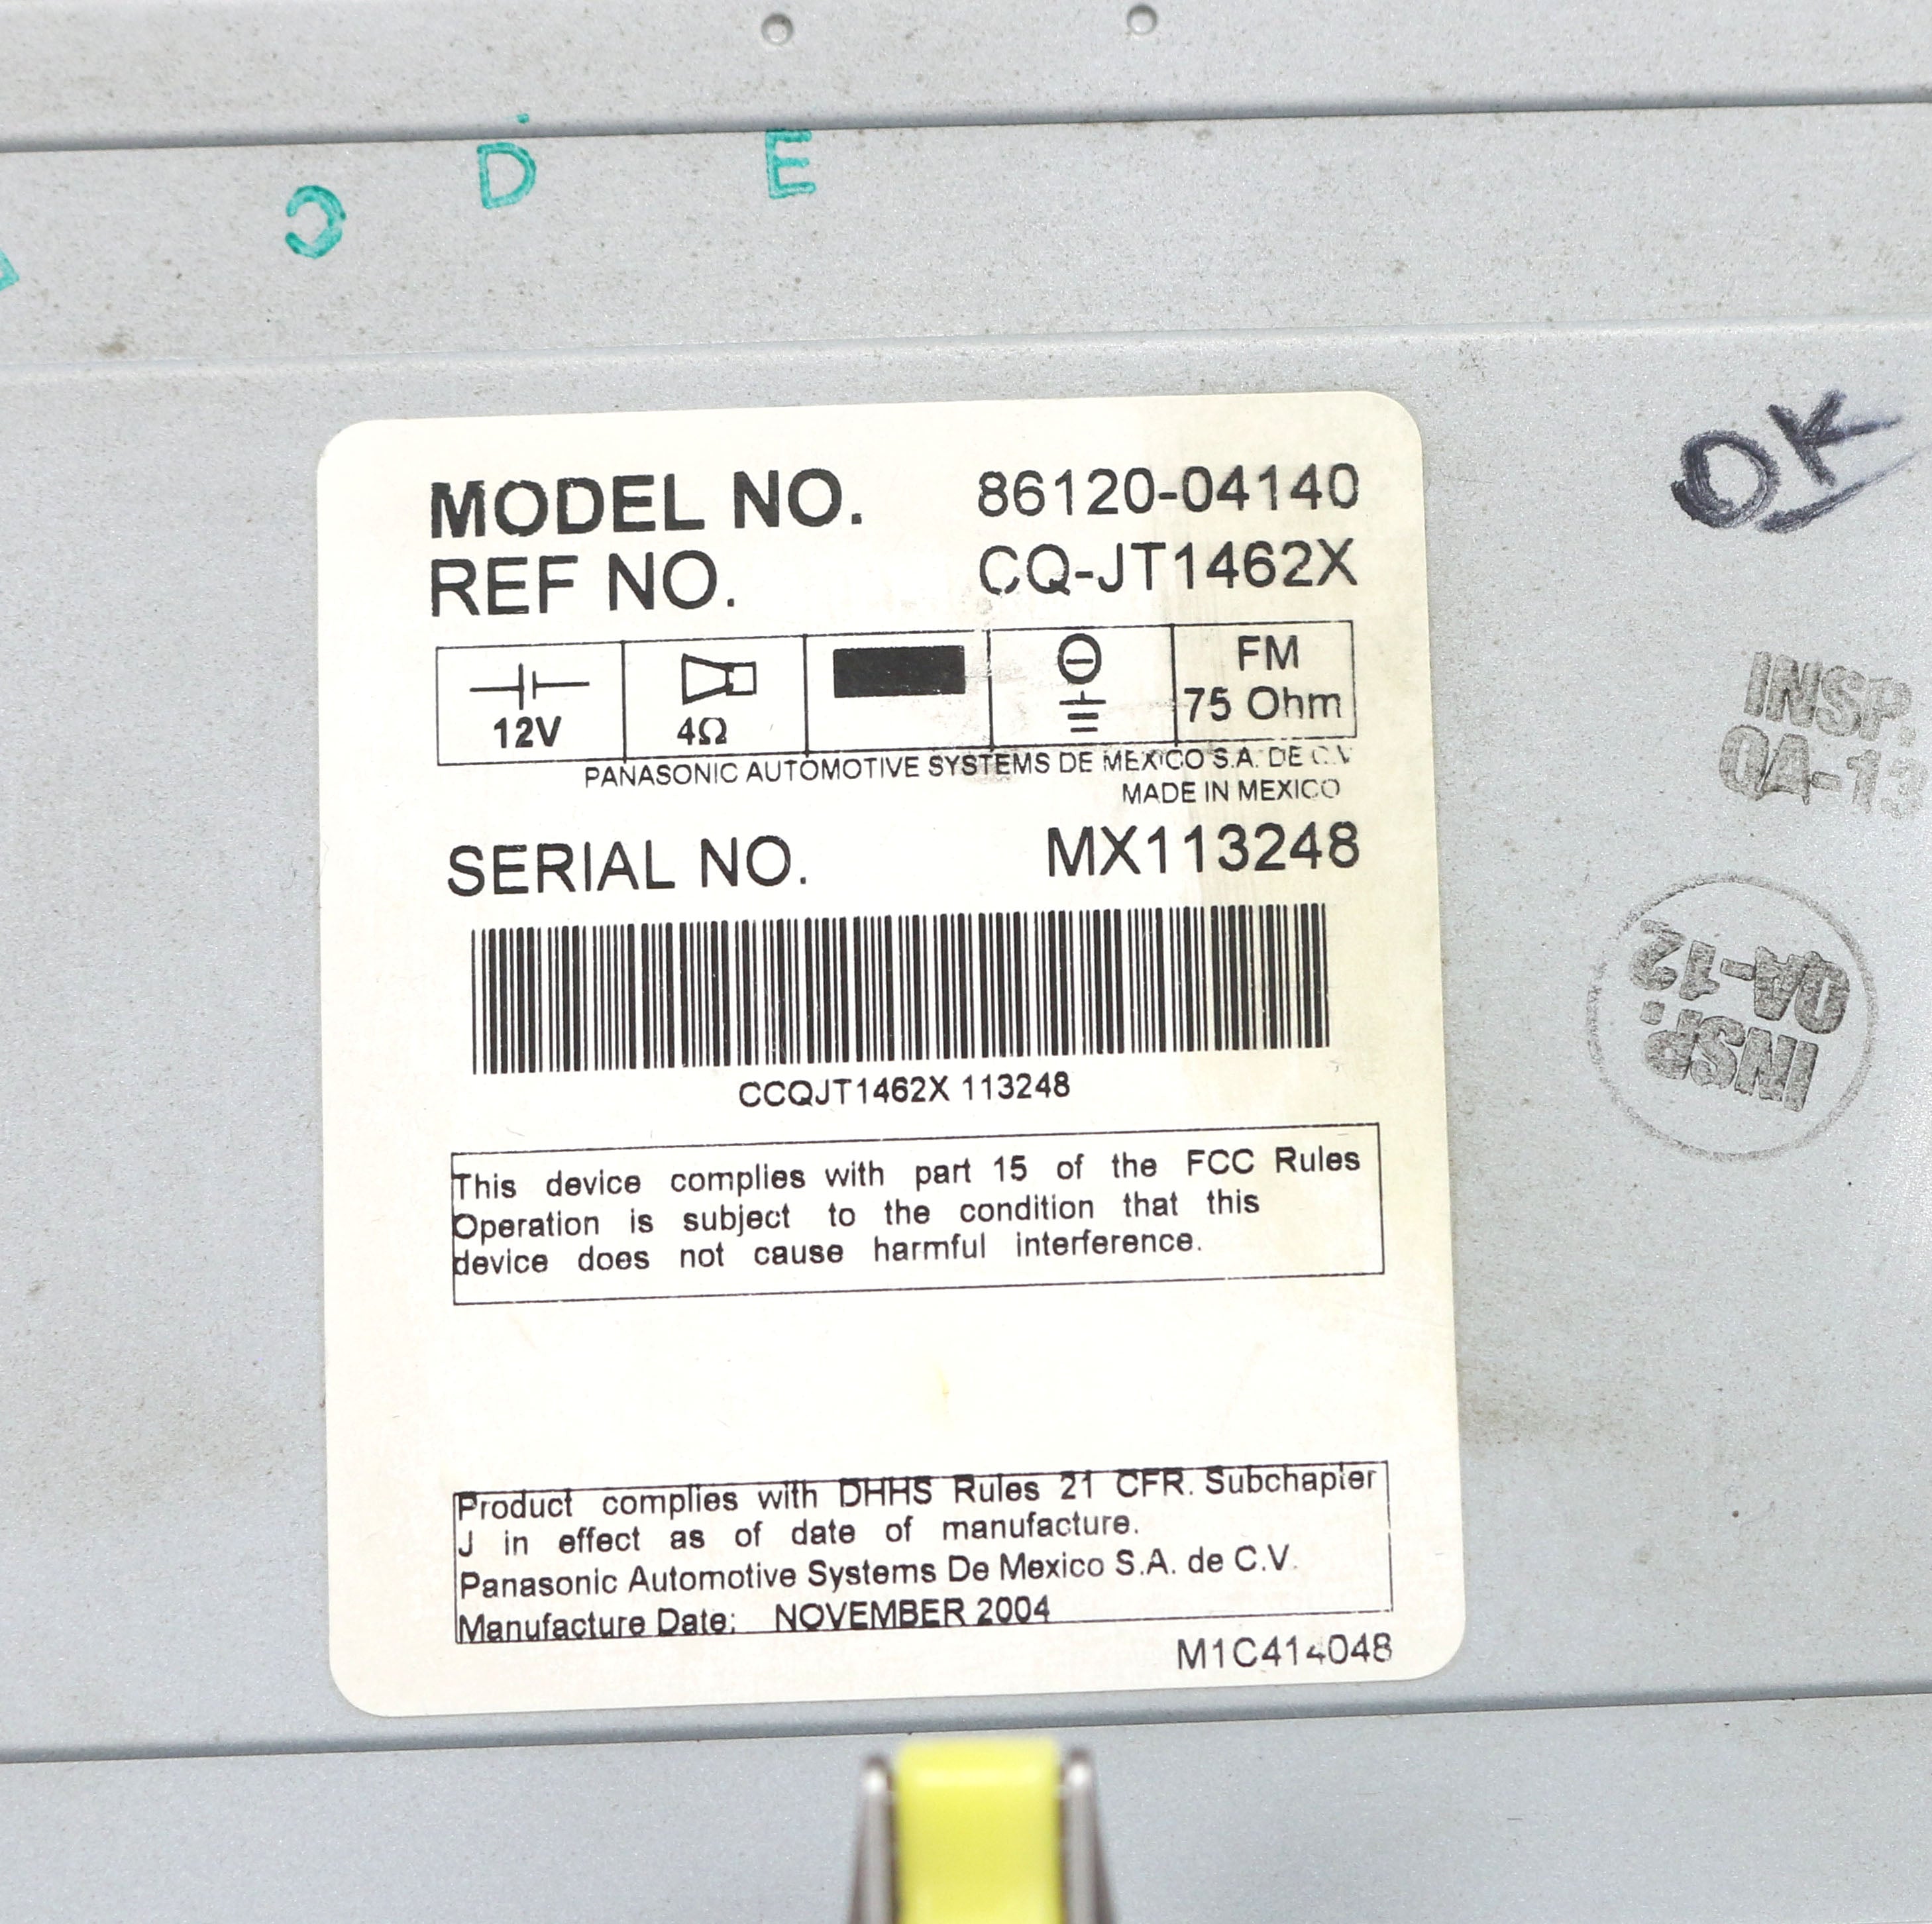 D E
C
OK
MODEL NO. 86120-04140
REF NO. CQ-JT1462X
12V 4Ω FM
75 Ohm
PANASONIC AUTOMOTIVE SYSTEMS DE MEXICO S.A. DE C.V
MADE IN MEXICO
INSP.
QA-13
SERIAL NO. MX113248
CCQJT1462X 113248
INSP.
QA-12
This device complies with part 15 of the FCC Rules
Operation is subject to the condition that this
device does not cause harmful interference.
Product complies with DHHS Rules 21 CFR. Subchapter
J in effect as of date of manufacture.
Panasonic Automotive Systems De Mexico S.A. de C.V.
Manufacture Date: NOVEMBER 2004
M1C414048